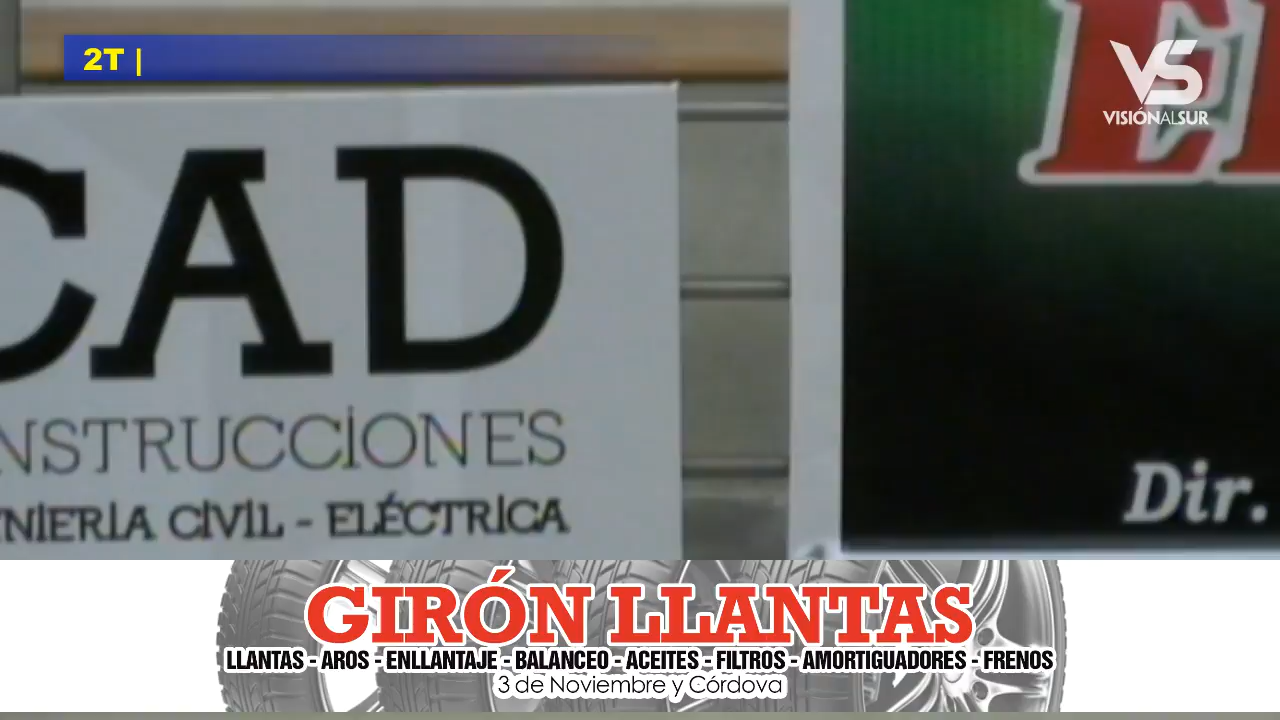 2T |
VS
VISIÓNALSUR
CAD
NSTRUCCIONES
NIERIA CIVIL - ELÉCTRICA
Dir.
GIRÓN LLANTAS
LLANTAS - AROS - ENLLANTAJE - BALANCEO - ACEITES - FILTROS - AMORTIGUADORES - FRENOS
3 de Noviembre y Córdova